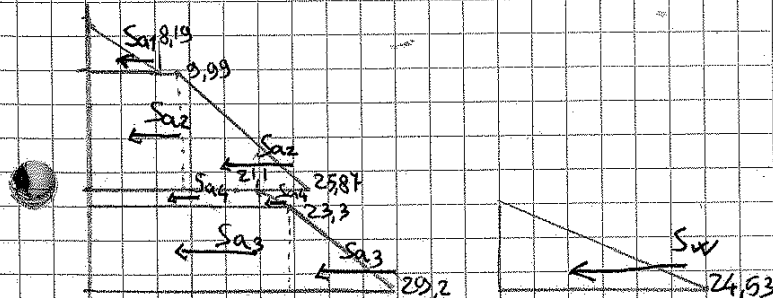 Sa1 8,19
9,99
Sa2
Sa2
25,87
Sa4 21,1 Sa4
23,3
Sa3
Sa3
29,2
Sw
24,53